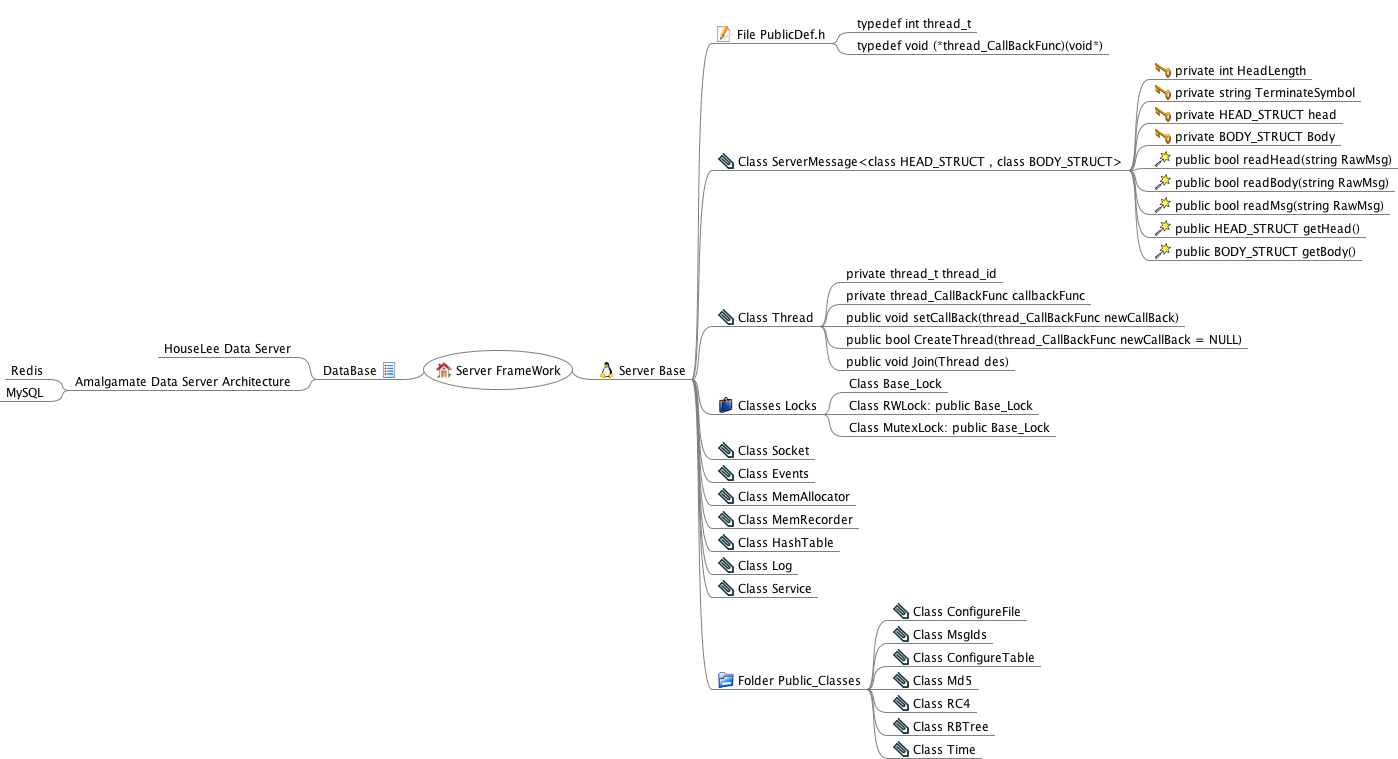 Server FrameWork
DataBase
HouseLee Data Server
Amalgamate Data Server Architecture
Redis
MySQL
Server Base
File PublicDef.h
typedef int thread_t
typedef void (*thread_CallBackFunc)(void*)
Class ServerMessage<class HEAD_STRUCT , class BODY_STRUCT>
private int HeadLength
private string TerminateSymbol
private HEAD_STRUCT head
private BODY_STRUCT Body
public bool readHead(string RawMsg)
public bool readBody(string RawMsg)
public bool readMsg(string RawMsg)
public HEAD_STRUCT getHead()
public BODY_STRUCT getBody()
Class Thread
private thread_t thread_id
private thread_CallBackFunc callbackFunc
public void setCallBack(thread_CallBackFunc newCallBack)
public bool CreateThread(thread_CallBackFunc newCallBack = NULL)
public void Join(Thread des)
Classes Locks
Class Base_Lock
Class RWLock: public Base_Lock
Class MutexLock: public Base_Lock
Class Socket
Class Events
Class MemAllocator
Class MemRecorder
Class HashTable
Class Log
Class Service
Folder Public_Classes
Class ConfigureFile
Class MsgIds
Class ConfigureTable
Class Md5
Class RC4
Class RBTree
Class Time